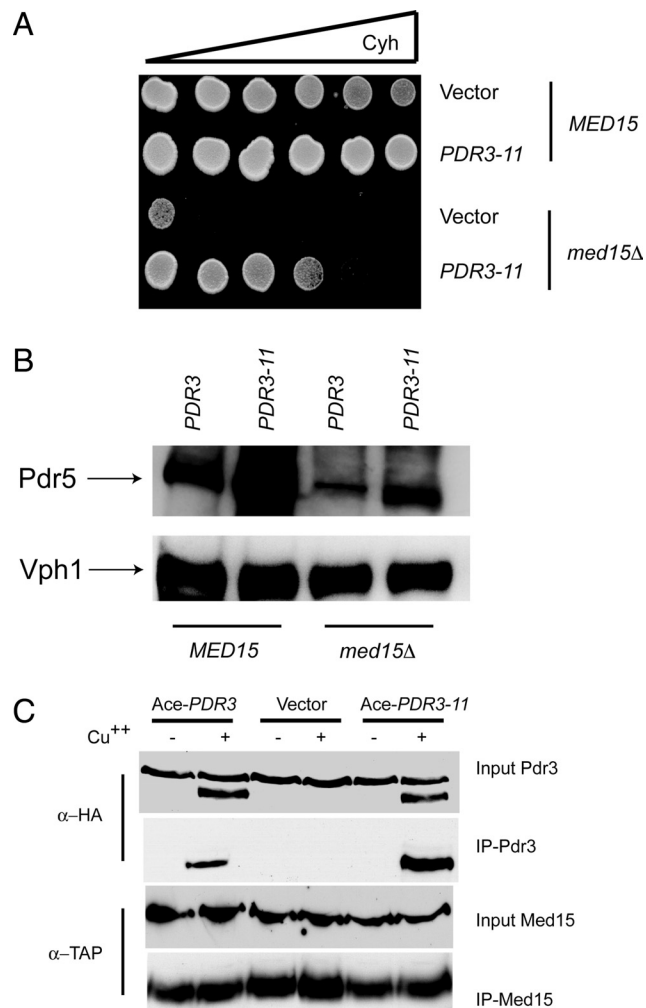 A
Cyh
Vector
MED15
PDR3-11
Vector
med15Δ
PDR3-11
B
PDR3
PDR3-11
PDR3
PDR3-11
Pdr5
Vph1
MED15
med15Δ
C
Ace-PDR3
Vector
Ace-PDR3-11
Cu++
- + - + - +
Input Pdr3
α–HA
IP-Pdr3
Input Med15
α–TAP
IP-Med15